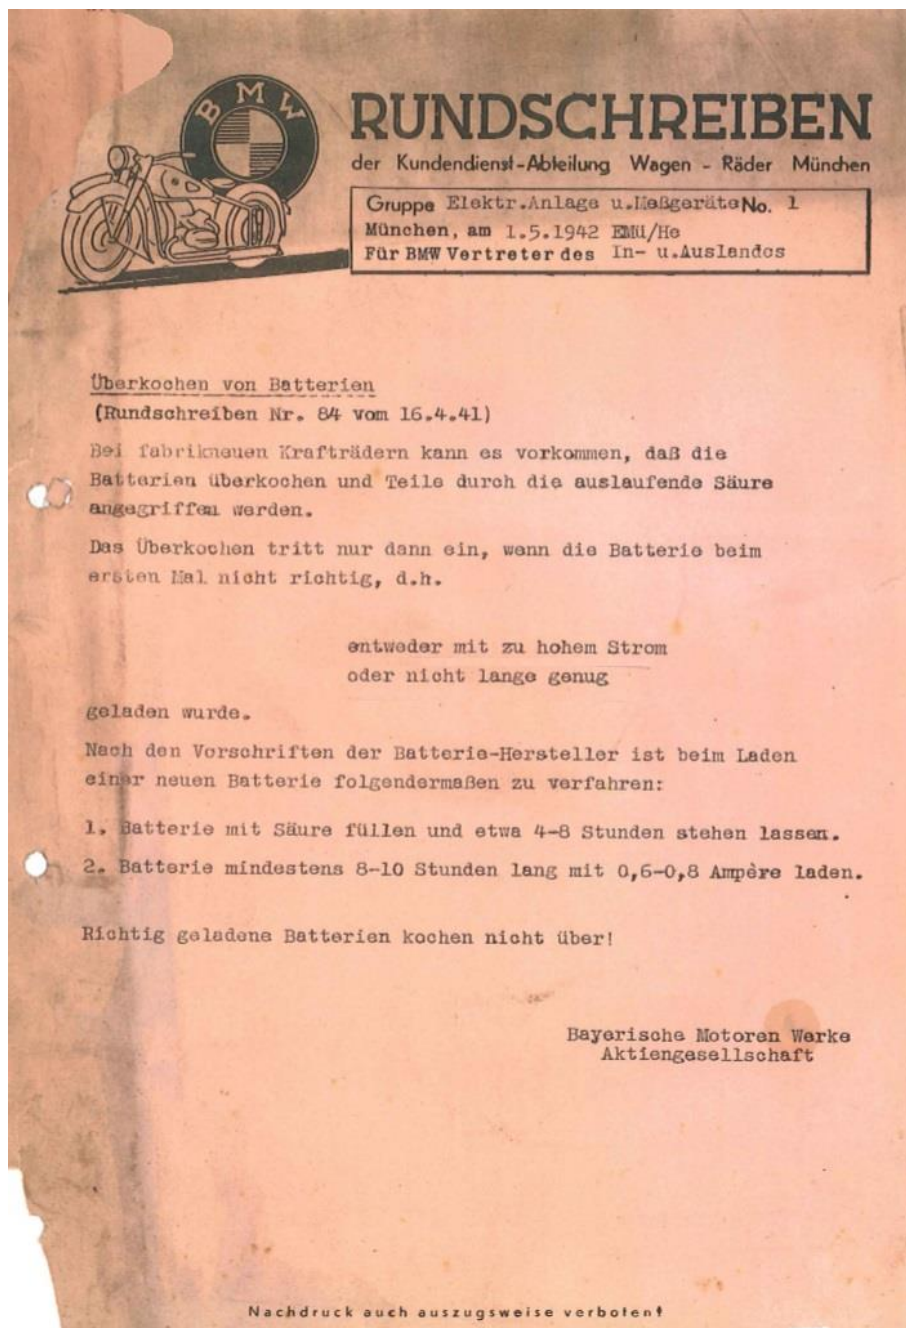 BMW
RUNDSCHREIBEN
der Kundendienst-Abteilung Wagen - Räder München
Gruppe Elektr.Anlage u.Meßgeräte No. 1
München, am 1.5.1942 EMü/He
Für BMW Vertreter des In- u.Auslandes
Überkochen von Batterien
(Rundschreiben Nr. 84 vom 16.4.41)
Bei fabrikneuen Krafträdern kann es vorkommen, daß die
Batterien überkochen und Teile durch die auslaufende Säure
angegriffen werden.
Das Überkochen tritt nur dann ein, wenn die Batterie beim
ersten Mal nicht richtig, d.h.
entweder mit zu hohem Strom
oder nicht lange genug
geladen wurde.
Nach den Vorschriften der Batterie-Hersteller ist beim Laden
einer neuen Batterie folgendermaßen zu verfahren:
1. Batterie mit Säure füllen und etwa 4-8 Stunden stehen lassen.
2. Batterie mindestens 8-10 Stunden lang mit 0,6-0,8 Ampère laden.
Richtig geladene Batterien kochen nicht über!
Bayerische Motoren Werke
Aktiengesellschaft
Nachdruck auch auszugsweise verboten!